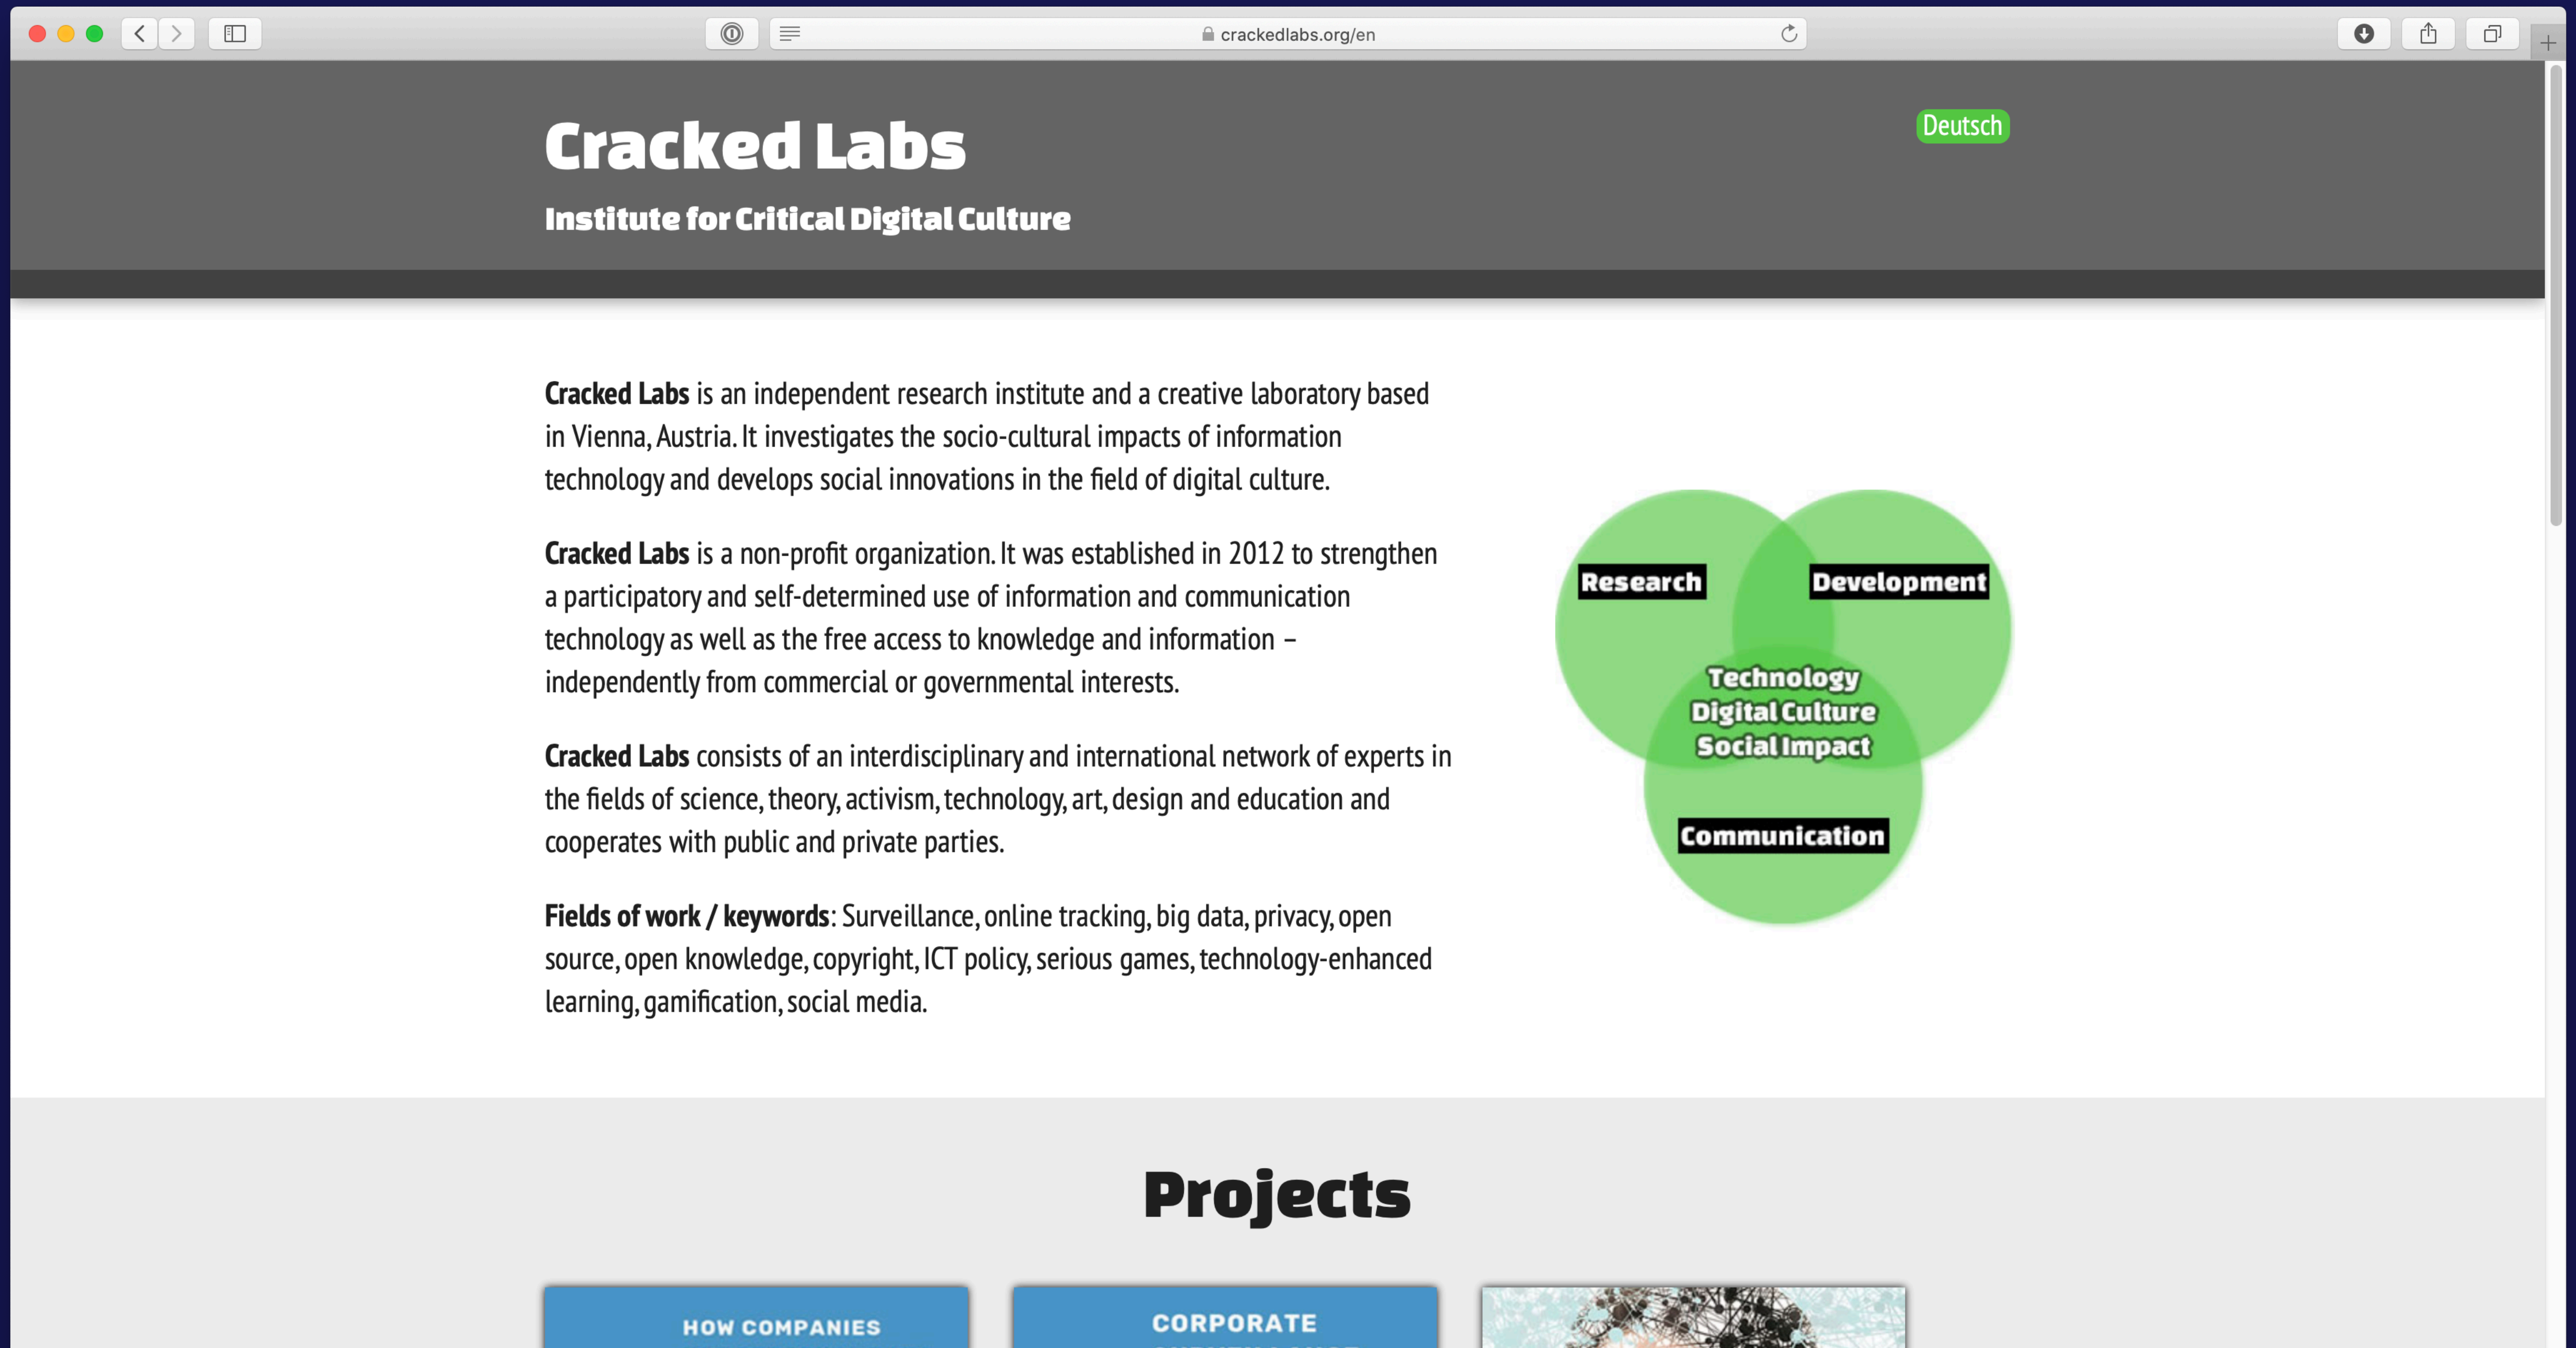 crackedlabs.org/en
Cracked Labs
Deutsch
Institute for Critical Digital Culture
Cracked Labs is an independent research institute and a creative laboratory based
in Vienna, Austria. It investigates the socio-cultural impacts of information
technology and develops social innovations in the field of digital culture.
Cracked Labs is a non-profit organization. It was established in 2012 to strengthen
a participatory and self-determined use of information and communication
technology as well as the free access to knowledge and information –
independently from commercial or governmental interests.
Cracked Labs consists of an interdisciplinary and international network of experts in
the fields of science, theory, activism, technology, art, design and education and
cooperates with public and private parties.
Fields of work / keywords: Surveillance, online tracking, big data, privacy, open
source, open knowledge, copyright, ICT policy, serious games, technology-enhanced
learning, gamification, social media.
Research
Development
Technology
Digital Culture
Social Impact
Communication
Projects
HOW COMPANIES
CORPORATE